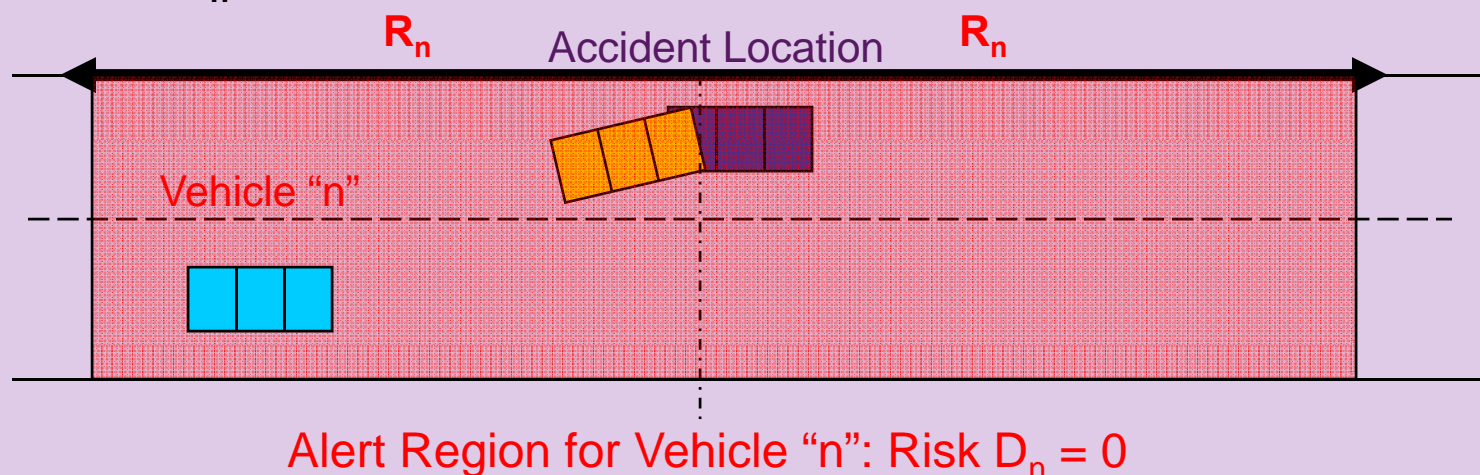 Rₙ Accident Location Rₙ
Vehicle “n”
Alert Region for Vehicle “n”: Risk Dₙ = 0